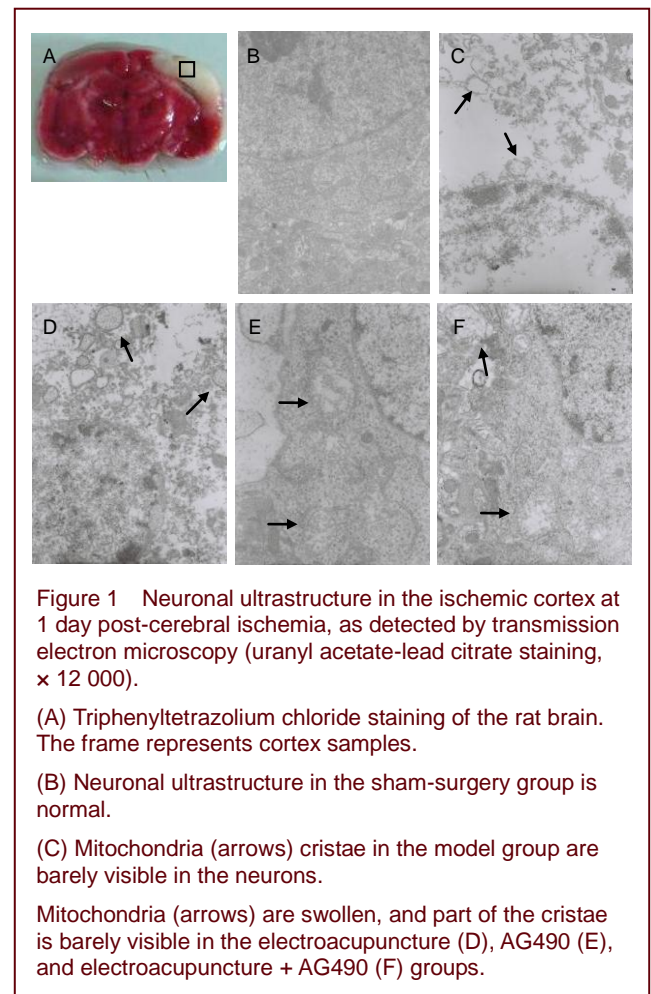 A
B
C
D
E
F
Figure 1 Neuronal ultrastructure in the ischemic cortex at
1 day post-cerebral ischemia, as detected by transmission
electron microscopy (uranyl acetate-lead citrate staining,
× 12 000).
(A) Triphenyltetrazolium chloride staining of the rat brain.
The frame represents cortex samples.
(B) Neuronal ultrastructure in the sham-surgery group is
normal.
(C) Mitochondria (arrows) cristae in the model group are
barely visible in the neurons.
Mitochondria (arrows) are swollen, and part of the cristae
is barely visible in the electroacupuncture (D), AG490 (E),
and electroacupuncture + AG490 (F) groups.